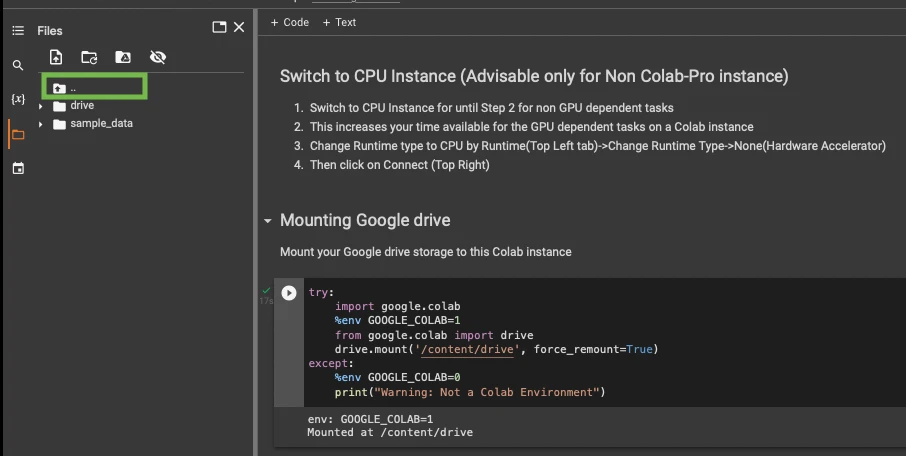 Files
{x}
..
drive
sample_data
+ Code + Text
Switch to CPU Instance (Advisable only for Non Colab-Pro instance)
1. Switch to CPU Instance for until Step 2 for non GPU dependent tasks
2. This increases your time available for the GPU dependent tasks on a Colab instance
3. Change Runtime type to CPU by Runtime(Top Left tab)->Change Runtime Type->None(Hardware Accelerator)
4. Then click on Connect (Top Right)
Mounting Google drive
Mount your Google drive storage to this Colab instance
17s
try:
    import google.colab
    %env GOOGLE_COLAB=1
    from google.colab import drive
    drive.mount('/content/drive', force_remount=True)
except:
    %env GOOGLE_COLAB=0
    print("Warning: Not a Colab Environment")
env: GOOGLE_COLAB=1
Mounted at /content/drive